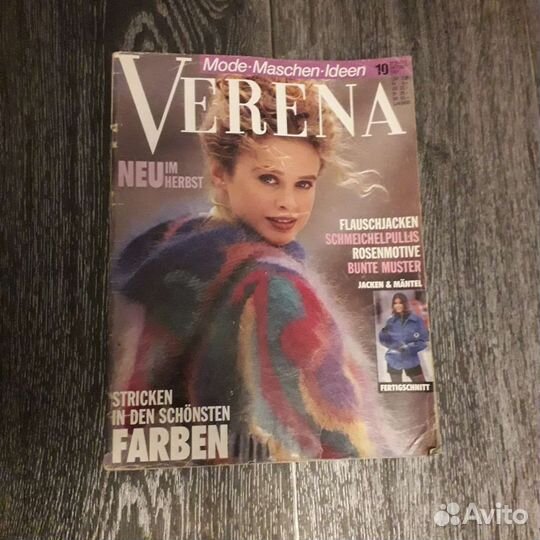 Mode·Maschen·Ideen
10
VERENA
NEU IM
HERBST
FLAUSCHJACKEN
SCHMEICHELPULLIS
ROSENMOTIVE
BUNTE MUSTER
JACKEN & MÄNTEL
FERTIGSCHNITT
STRICKEN
IN DEN SCHÖNSTEN
FARBEN
Avito